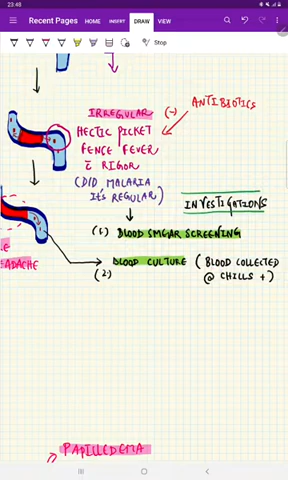 23:48
Recent Pages HOME INSERT DRAW VIEW
Stop
IRREGULAR (-) ANTIBIOTICS
HECTIC PICKET
FENCE FEVER
c̄ RIGOR
(D/D MALARIA
It's REGULAR)
INVESTIGATIONS
(1.) BLOOD SMEAR SCREENING
HEADACHE
(2.) BLOOD CULTURE (BLOOD COLLECTED
@ CHILLS +)
PAPILLEDEMA